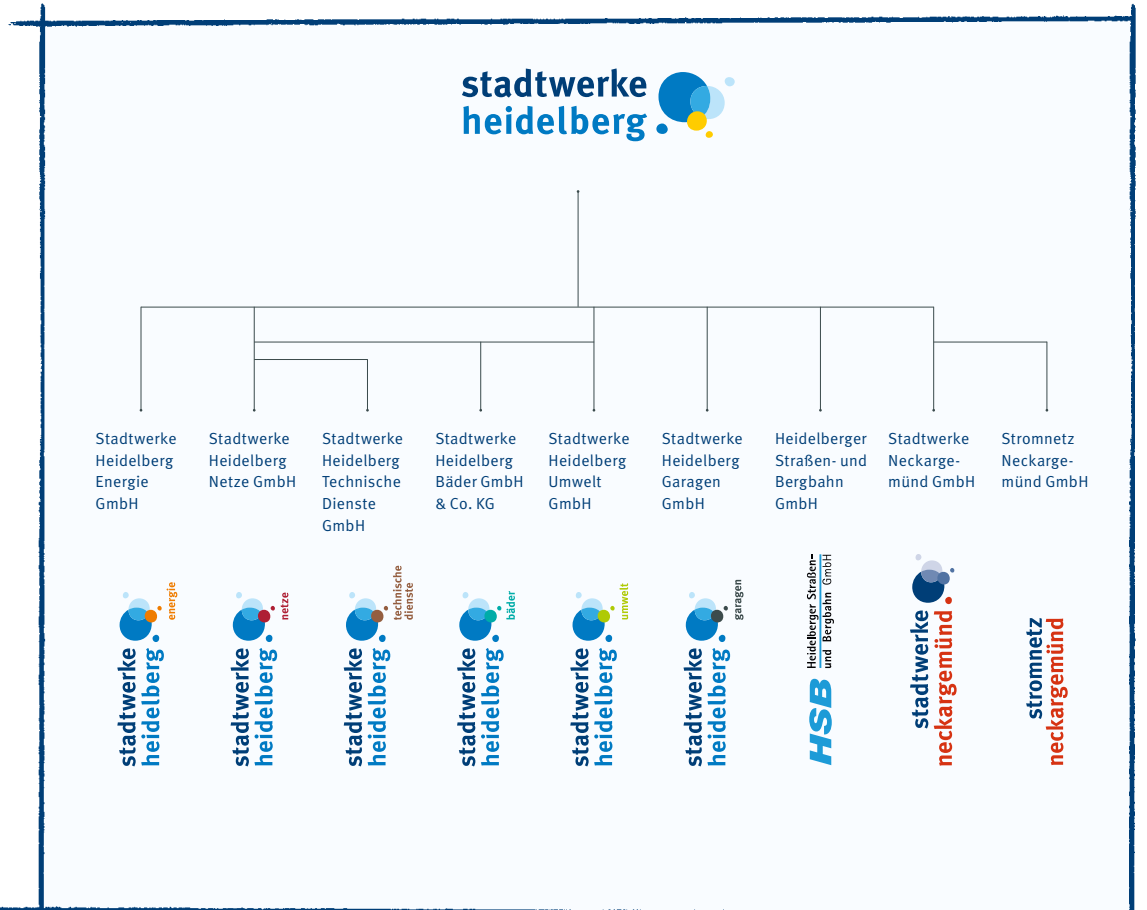 stadtwerke
heidelberg
Stadtwerke
Heidelberg
Energie
GmbH
Stadtwerke
Heidelberg
Netze GmbH
Stadtwerke
Heidelberg
Technische
Dienste
GmbH
Stadtwerke
Heidelberg
Bäder GmbH
& Co. KG
Stadtwerke
Heidelberg
Umwelt
GmbH
Stadtwerke
Heidelberg
Garagen
GmbH
Heidelberger
Straßen- und
Bergbahn
GmbH
Stadtwerke
Neckarge-
münd GmbH
Stromnetz
Neckarge-
münd GmbH
stadtwerke
heidelberg
energie
stadtwerke
heidelberg
netze
stadtwerke
heidelberg
technische
dienste
stadtwerke
heidelberg
bäder
stadtwerke
heidelberg
umwelt
stadtwerke
heidelberg
garagen
HSB
Heidelberger Straßen-
und Bergbahn GmbH
stadtwerke
neckargemünd
stromnetz
neckargemünd